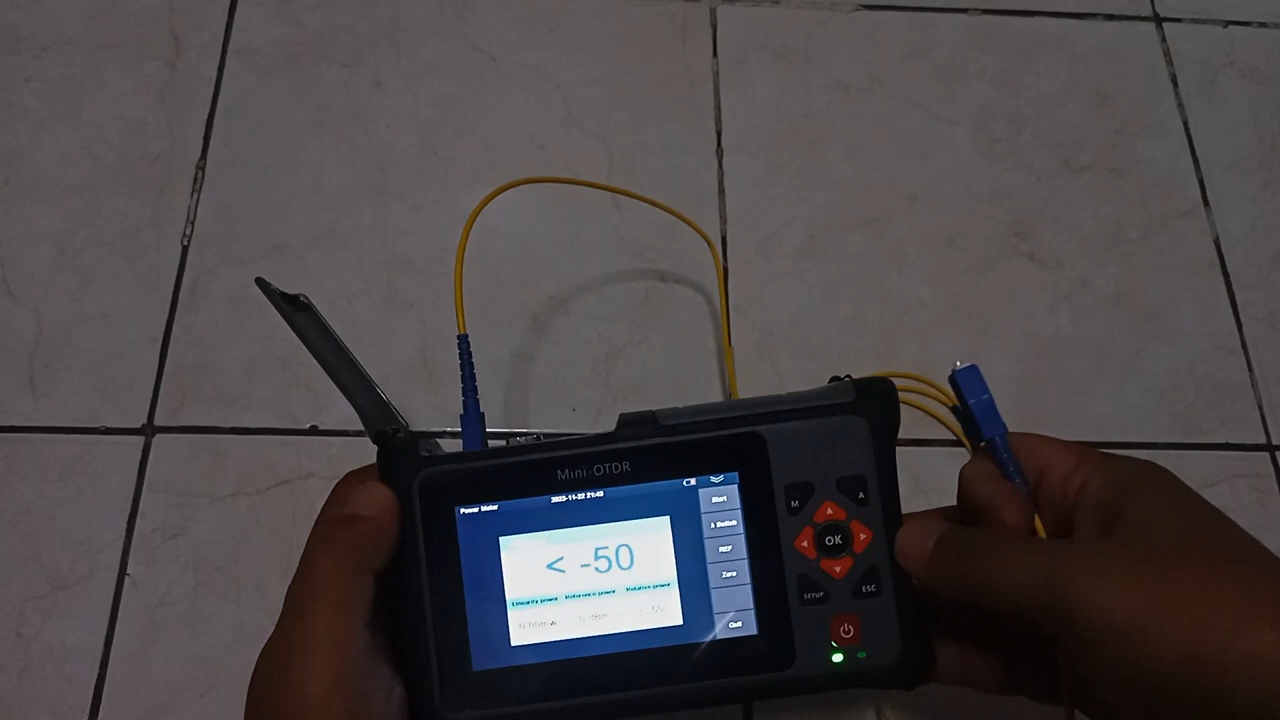 Mini-OTDR
2023-11-22 21:43
Power Meter
Start
λ Switch
< -50
REF
Zero
Linearity power Reference power Relative power
Quit
M
A
OK
SETUP
ESC